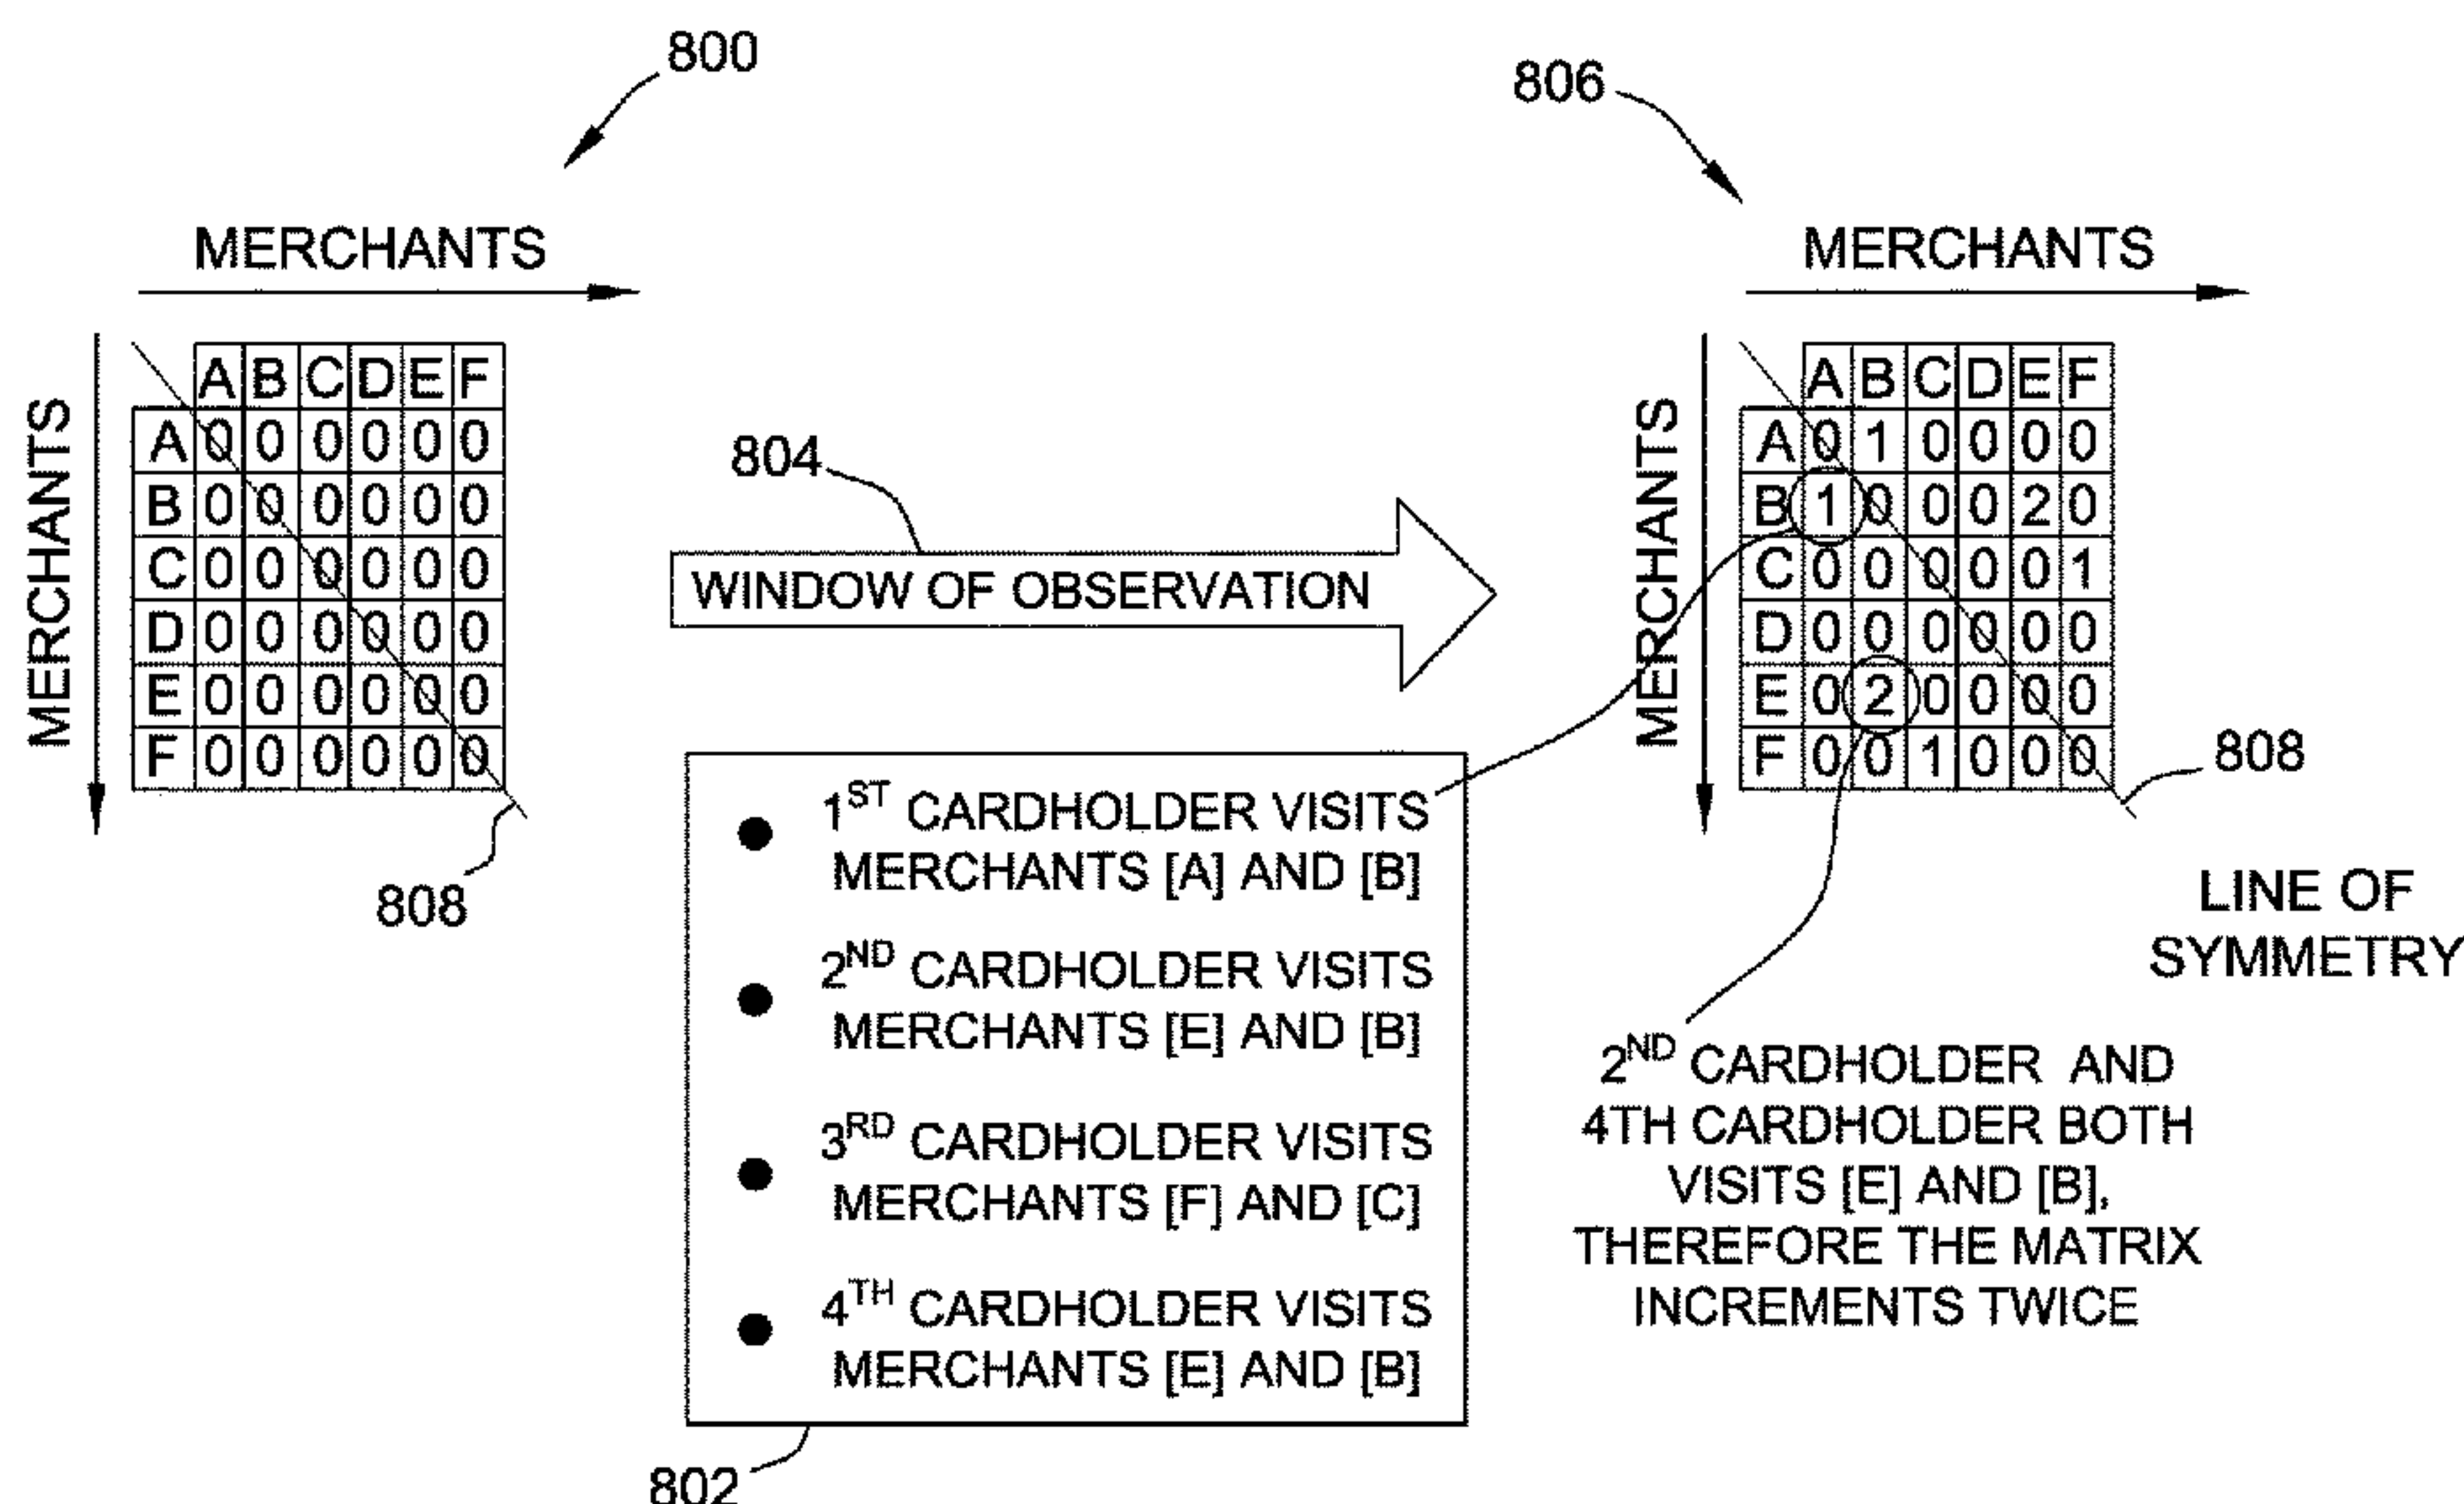 800
MERCHANTS
MERCHANTS
A B C D E F
A 0 0 0 0 0 0
B 0 0 0 0 0 0
C 0 0 0 0 0 0
D 0 0 0 0 0 0
E 0 0 0 0 0 0
F 0 0 0 0 0 0
808
804
WINDOW OF OBSERVATION
1ST CARDHOLDER VISITS
MERCHANTS [A] AND [B]
2ND CARDHOLDER VISITS
MERCHANTS [E] AND [B]
3RD CARDHOLDER VISITS
MERCHANTS [F] AND [C]
4TH CARDHOLDER VISITS
MERCHANTS [E] AND [B]
802
806
MERCHANTS
MERCHANTS
A B C D E F
A 0 1 0 0 0 0
B 1 0 0 0 2 0
C 0 0 0 0 0 1
D 0 0 0 0 0 0
E 0 2 0 0 0 0
F 0 0 1 0 0 0
808
LINE OF
SYMMETRY
2ND CARDHOLDER AND
4TH CARDHOLDER BOTH
VISITS [E] AND [B],
THEREFORE THE MATRIX
INCREMENTS TWICE